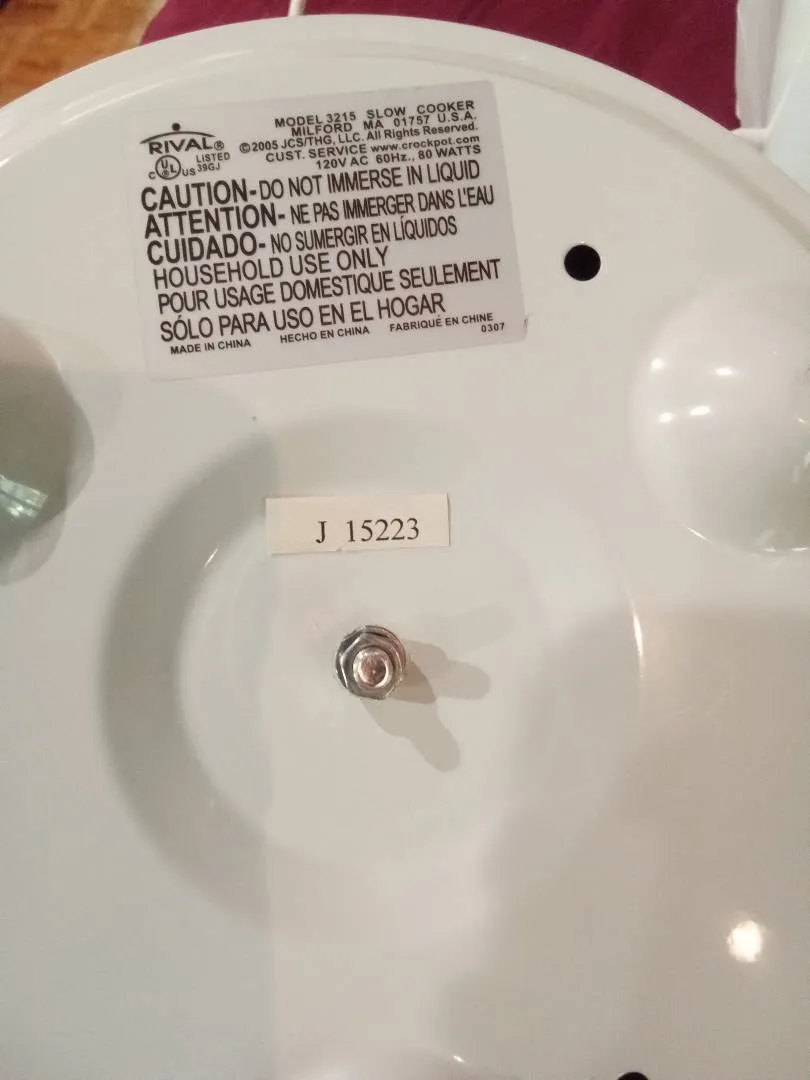 RIVAL®
C UL US LISTED 39GJ
MODEL 3215 SLOW COOKER
MILFORD MA 01757 U.S.A.
©2005 JCS/THG, LLC. All Rights Reserved.
CUST. SERVICE www.crockpot.com
120V AC 60Hz., 80 WATTS
CAUTION-DO NOT IMMERSE IN LIQUID
ATTENTION- NE PAS IMMERGER DANS L'EAU
CUIDADO- NO SUMERGIR EN LÍQUIDOS
HOUSEHOLD USE ONLY
POUR USAGE DOMESTIQUE SEULEMENT
SÓLO PARA USO EN EL HOGAR
MADE IN CHINA HECHO EN CHINA FABRIQUÉ EN CHINE
0307
J 15223